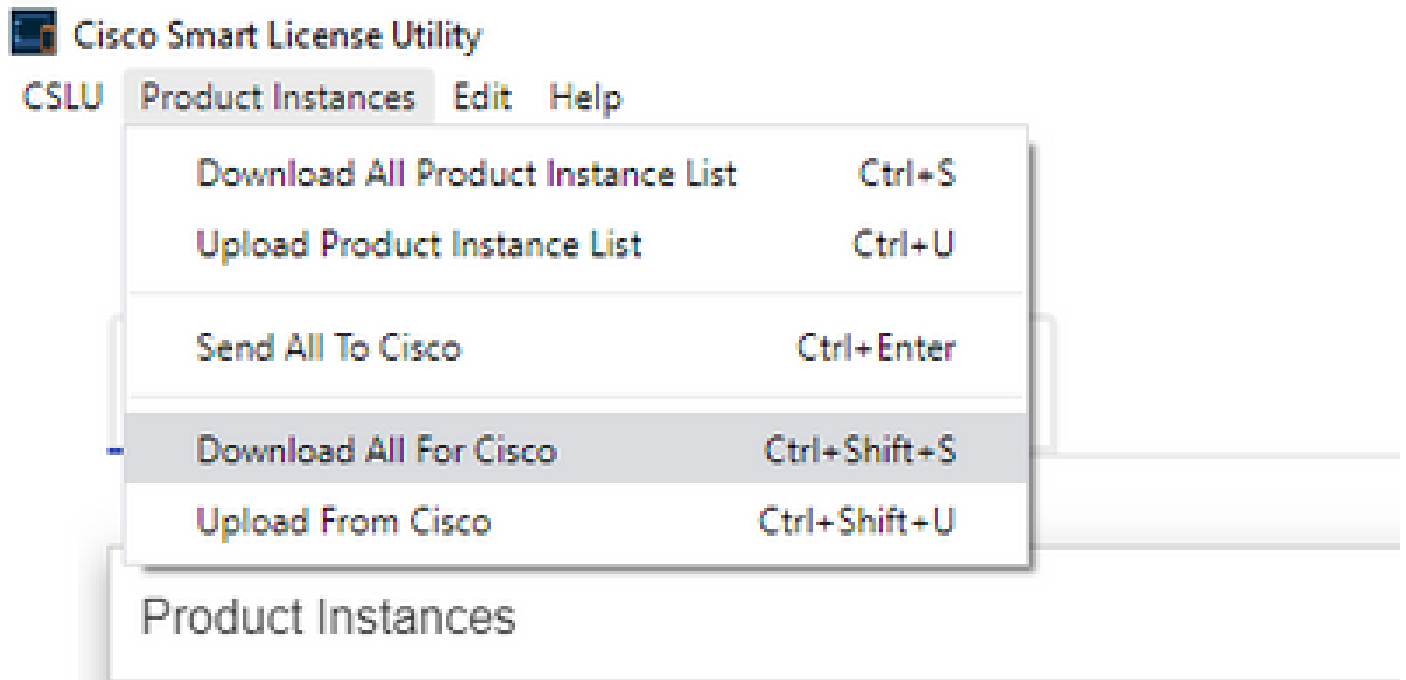 Cisco Smart License Utility
CSLU Product Instances Edit Help
Download All Product Instance List Ctrl+S
Upload Product Instance List Ctrl+U
Send All To Cisco Ctrl+Enter
Download All For Cisco Ctrl+Shift+S
Upload From Cisco Ctrl+Shift+U
Product Instances